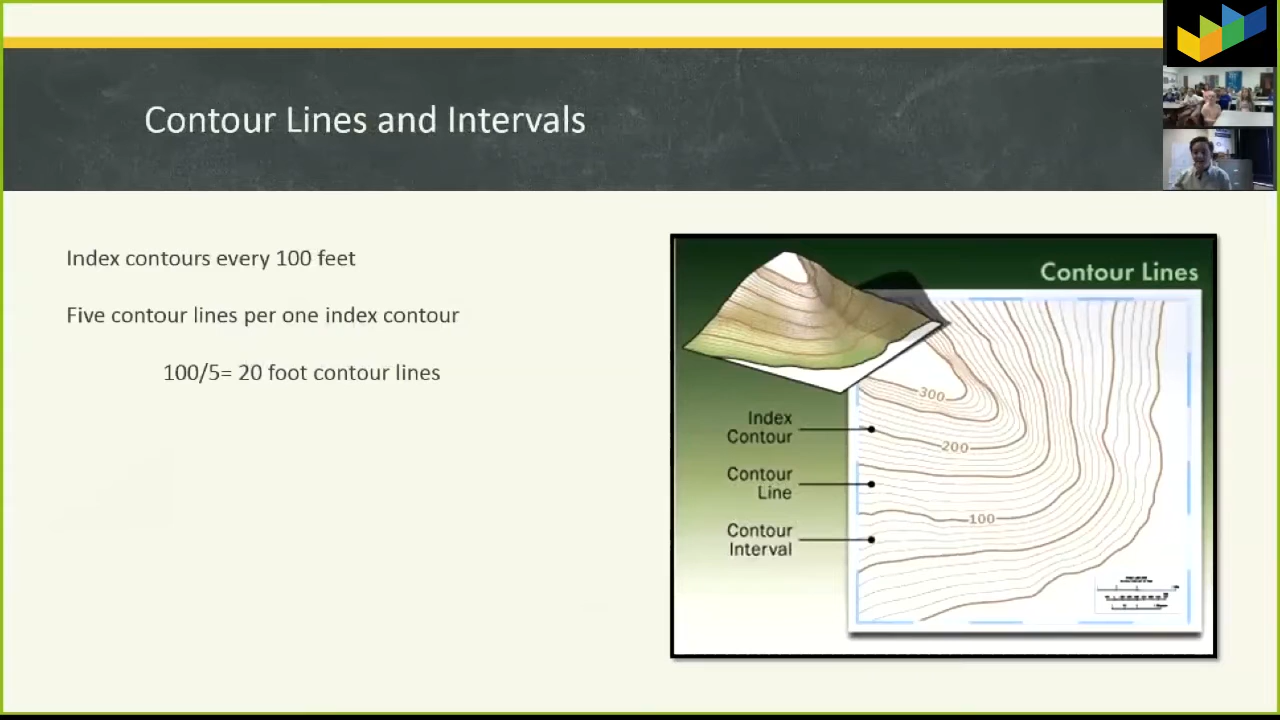 Contour Lines and Intervals
Index contours every 100 feet
Five contour lines per one index contour
100/5= 20 foot contour lines
Contour Lines
300
Index
Contour
200
Contour
Line
100
Contour
Interval